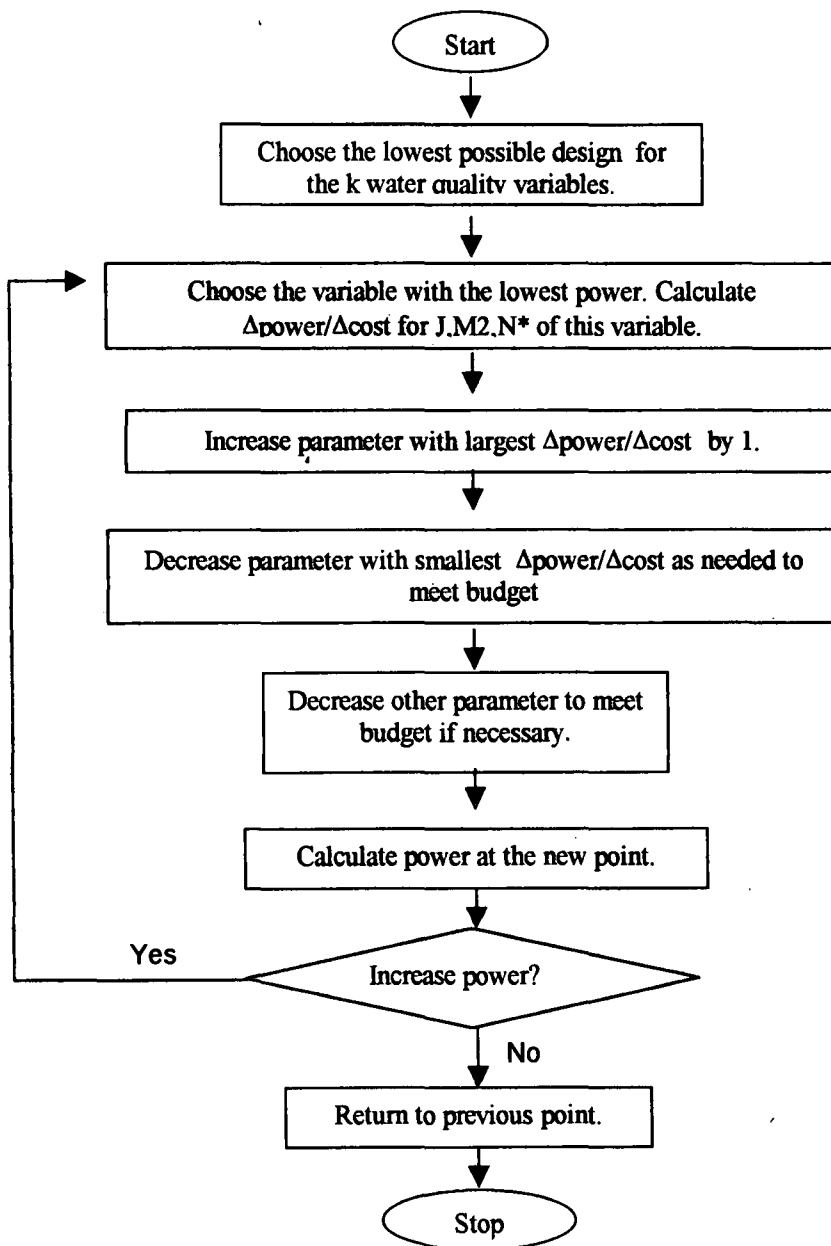 Start
Choose the lowest possible design for
the k water quality variables.
Choose the variable with the lowest power. Calculate
Δpower/Δcost for J,M2,N* of this variable.
Increase parameter with largest Δpower/Δcost by 1.
Decrease parameter with smallest Δpower/Δcost as needed to
meet budget
Decrease other parameter to meet
budget if necessary.
Calculate power at the new point.
Yes
Increase power?
No
Return to previous point.
Stop